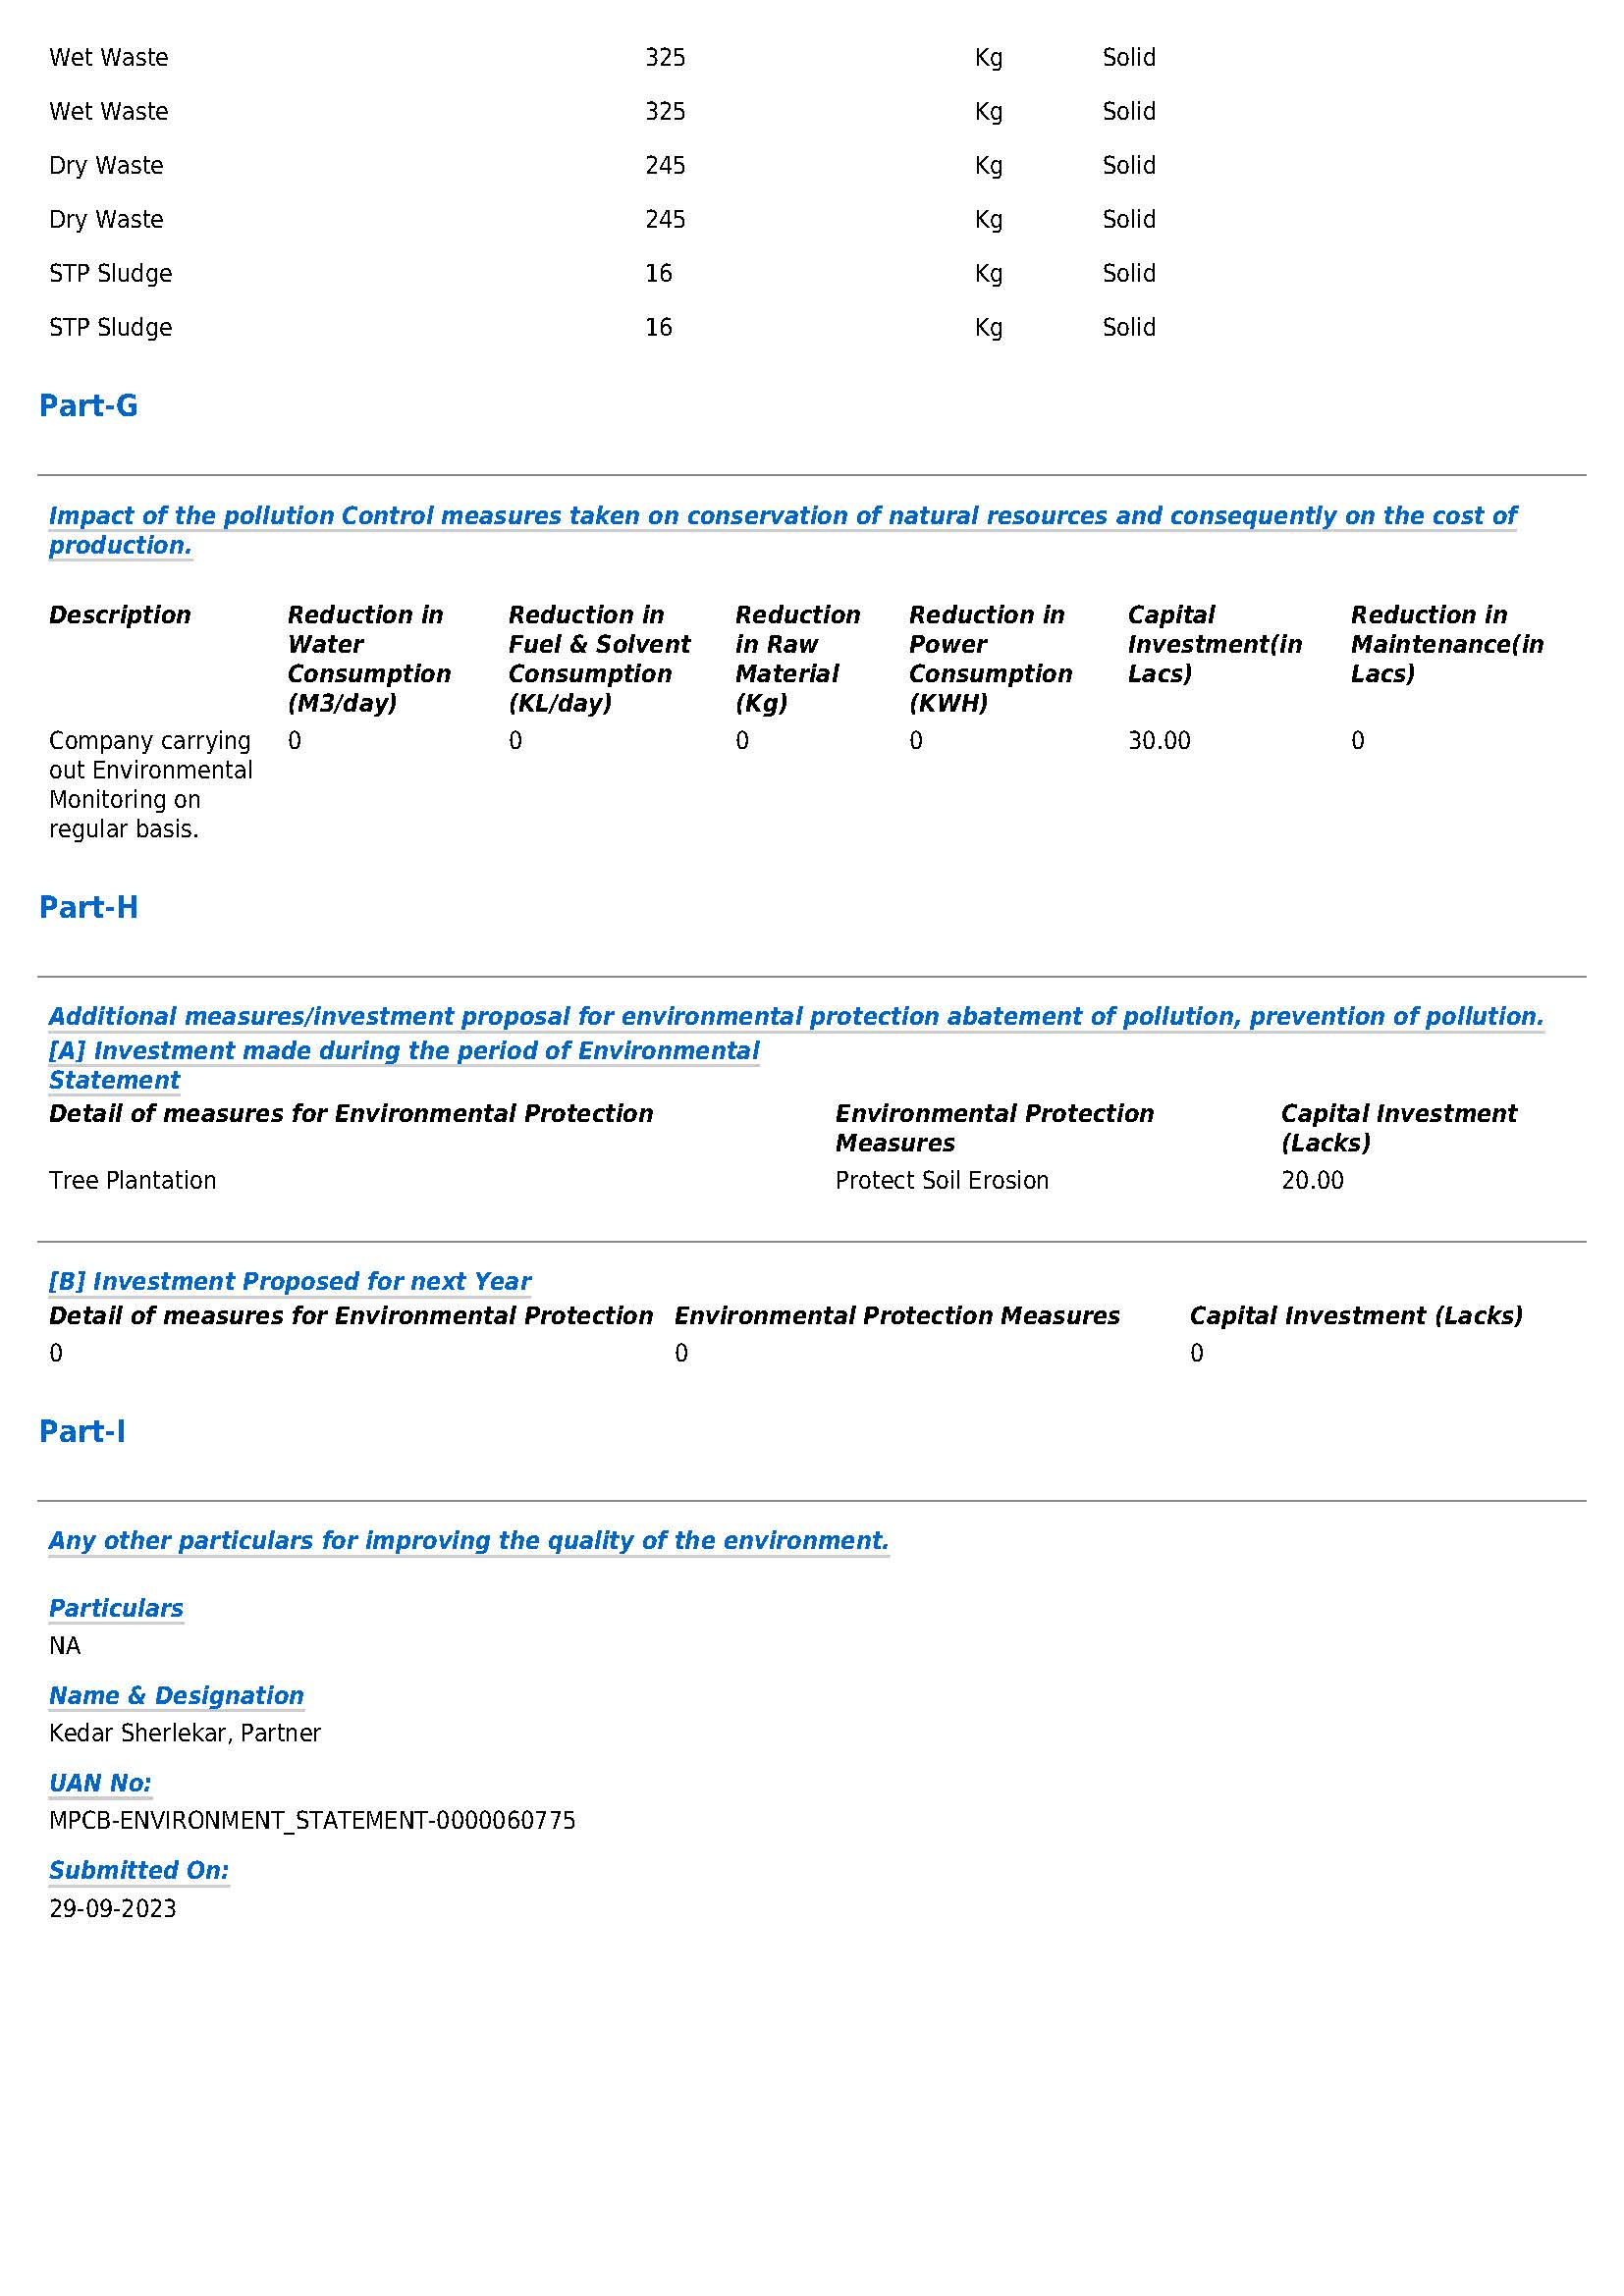 Wet Waste 325 Kg Solid
Wet Waste 325 Kg Solid
Dry Waste 245 Kg Solid
Dry Waste 245 Kg Solid
STP Sludge 16 Kg Solid
STP Sludge 16 Kg Solid
Part-G
Impact of the pollution Control measures taken on conservation of natural resources and consequently on the cost of
production.
Description Reduction in Reduction in Reduction Reduction in Capital Reduction in
Water Fuel & Solvent in Raw Power Investment(in Maintenance(in
Consumption Consumption Material Consumption Lacs) Lacs)
(M3/day) (KL/day) (Kg) (KWH)
Company carrying 0 0 0 0 30.00 0
out Environmental
Monitoring on
regular basis.
Part-H
Additional measures/investment proposal for environmental protection abatement of pollution, prevention of pollution.
[A] Investment made during the period of Environmental
Statement
Detail of measures for Environmental Protection Environmental Protection Capital Investment
Measures (Lacks)
Tree Plantation Protect Soil Erosion 20.00
[B] Investment Proposed for next Year
Detail of measures for Environmental Protection Environmental Protection Measures Capital Investment (Lacks)
0 0 0
Part-I
Any other particulars for improving the quality of the environment.
Particulars
NA
Name & Designation
Kedar Sherlekar, Partner
UAN No:
MPCB-ENVIRONMENT_STATEMENT-0000060775
Submitted On:
29-09-2023